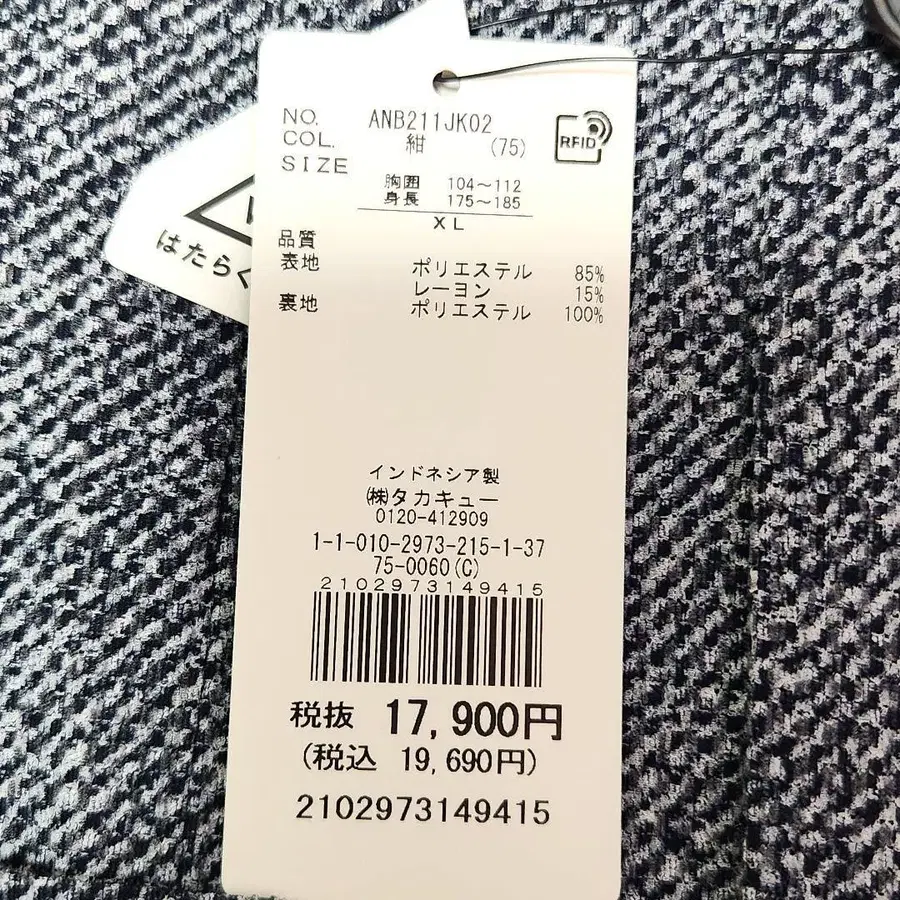 NO. ANB211JK02
COL. 紺 (75)
SIZE
RFID
胸囲 104～112
身長 175～185
XL
品質
表地 ポリエステル 85%
レーヨン 15%
裏地 ポリエステル 100%
はたらく
インドネシア製
㈱タカキュー
0120-412909
1-1-010-2973-215-1-37
75-0060(C)
2102973149415
税抜 17,900円
(税込 19,690円)
2102973149415